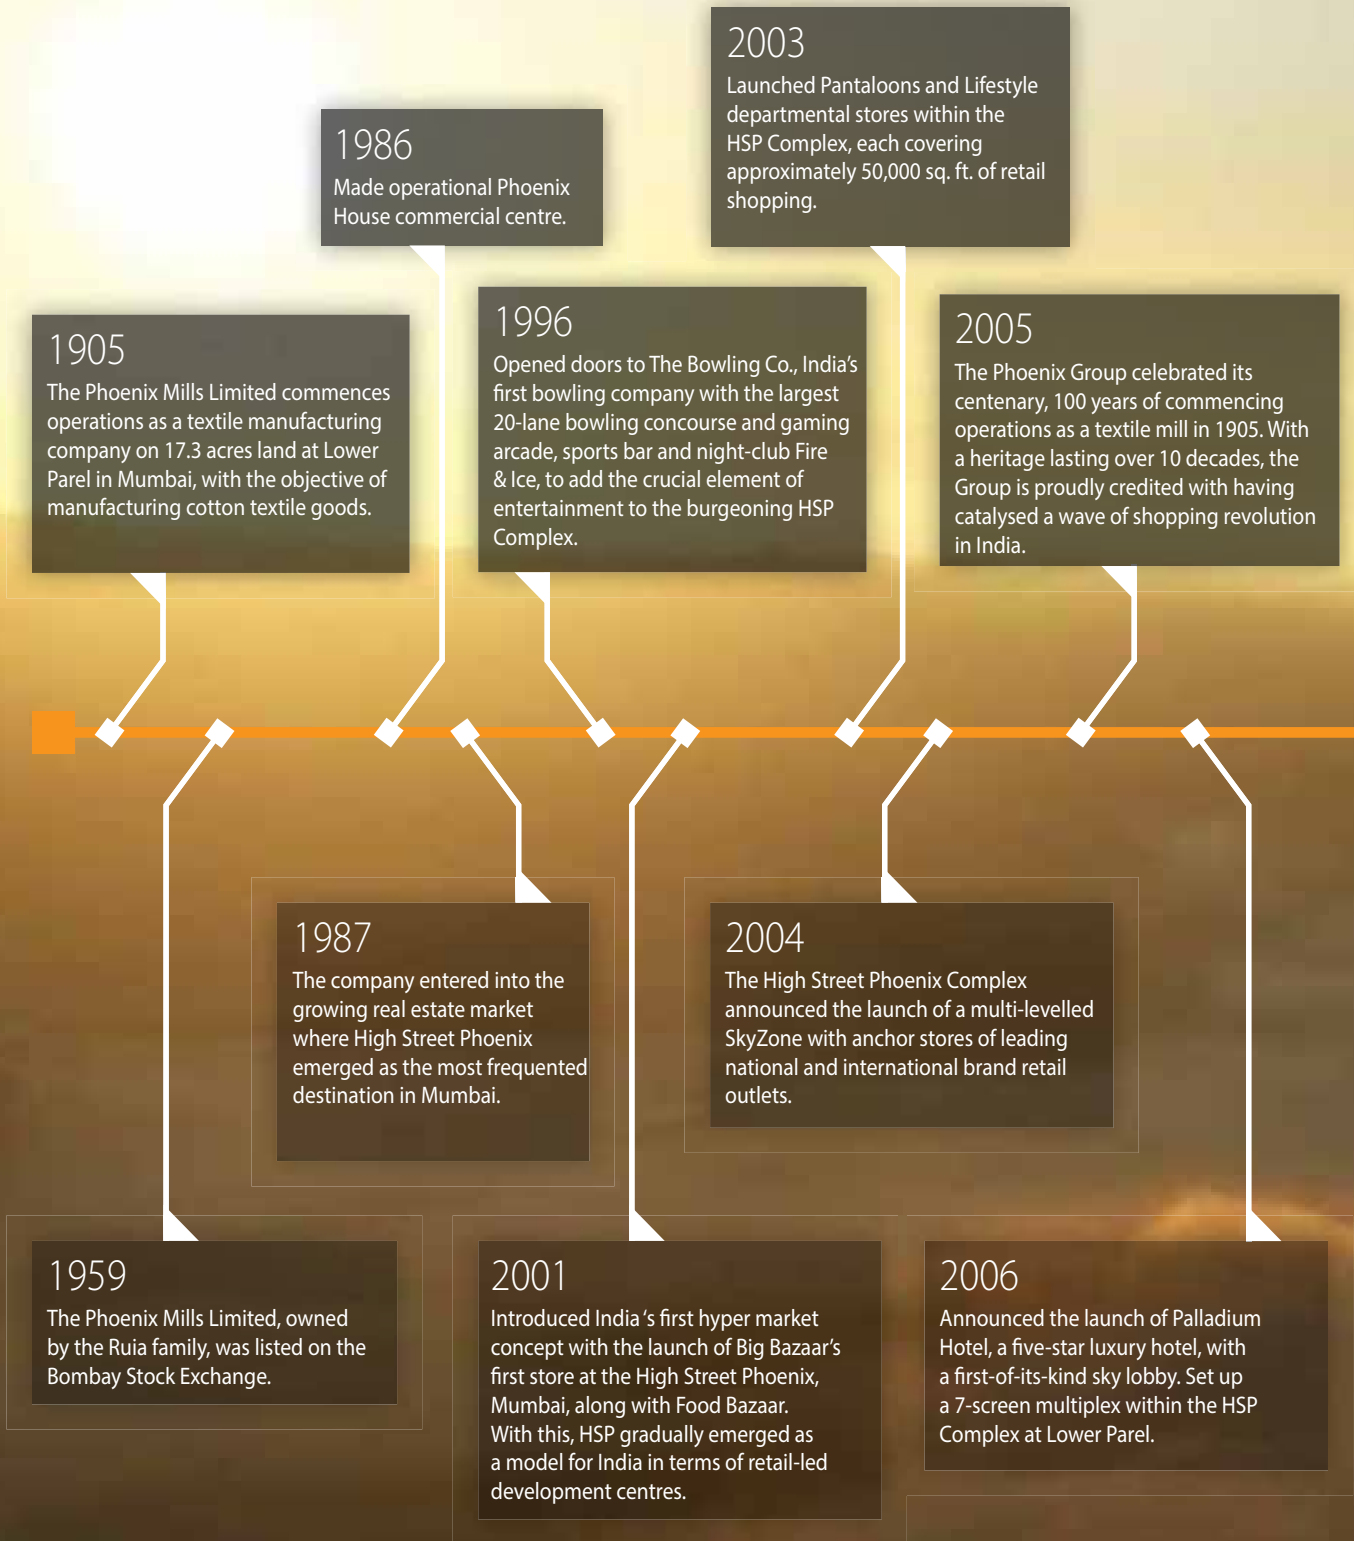 1905
The Phoenix Mills Limited commences
operations as a textile manufacturing
company on 17.3 acres land at Lower
Parel in Mumbai, with the objective of
manufacturing cotton textile goods.
1959
The Phoenix Mills Limited, owned
by the Ruia family, was listed on the
Bombay Stock Exchange.
1986
Made operational Phoenix
House commercial centre.
1987
The company entered into the
growing real estate market
where High Street Phoenix
emerged as the most frequented
destination in Mumbai.
1996
Opened doors to The Bowling Co., India's
first bowling company with the largest
20-lane bowling concourse and gaming
arcade, sports bar and night-club Fire
& Ice, to add the crucial element of
entertainment to the burgeoning HSP
Complex.
2001
Introduced India 's first hyper market
concept with the launch of Big Bazaar's
first store at the High Street Phoenix,
Mumbai, along with Food Bazaar.
With this, HSP gradually emerged as
a model for India in terms of retail-led
development centres.
2003
Launched Pantaloons and Lifestyle
departmental stores within the
HSP Complex, each covering
approximately 50,000 sq. ft. of retail
shopping.
2004
The High Street Phoenix Complex
announced the launch of a multi-levelled
SkyZone with anchor stores of leading
national and international brand retail
outlets.
2005
The Phoenix Group celebrated its
centenary, 100 years of commencing
operations as a textile mill in 1905. With
a heritage lasting over 10 decades, the
Group is proudly credited with having
catalysed a wave of shopping revolution
in India.
2006
Announced the launch of Palladium
Hotel, a five-star luxury hotel, with
a first-of-its-kind sky lobby. Set up
a 7-screen multiplex within the HSP
Complex at Lower Parel.